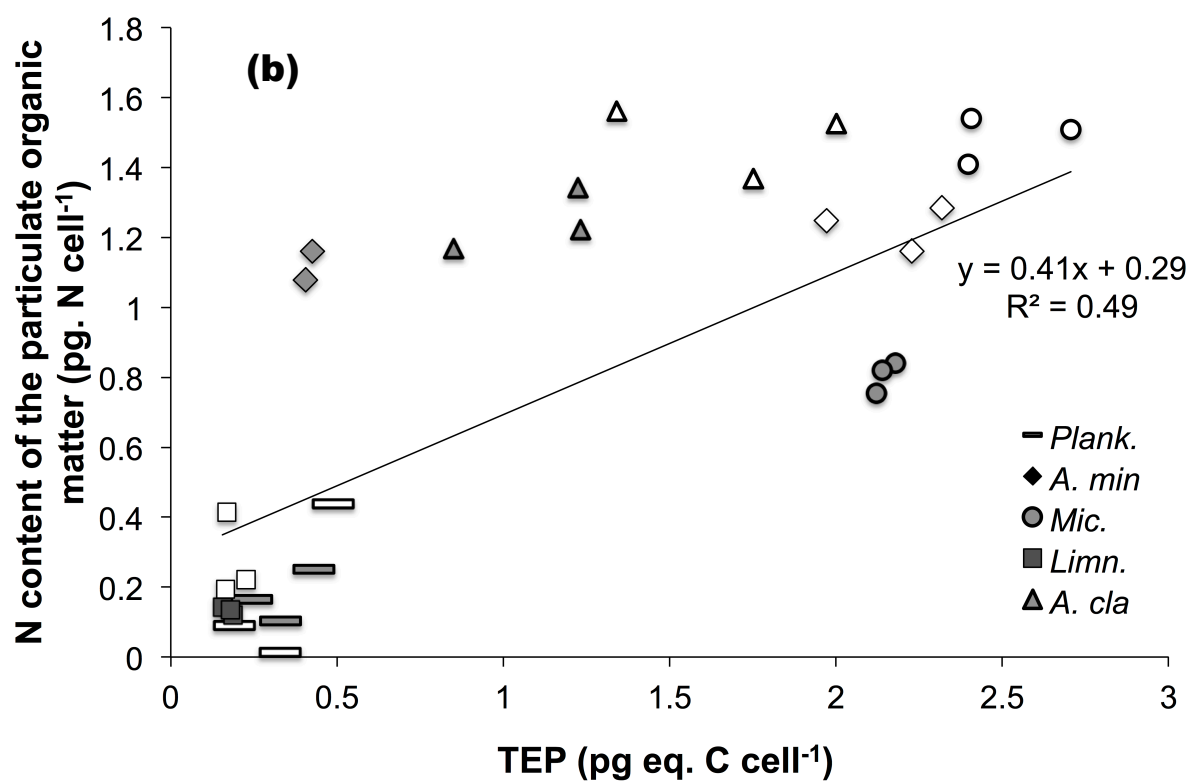 N content of the particulate organic
matter (pg. N cell⁻¹)
(b)
1.8
1.6
1.4
1.2
1
0.8
0.6
0.4
0.2
0
0 0.5 1 1.5 2 2.5 3
TEP (pg eq. C cell⁻¹)
y = 0.41x + 0.29
R² = 0.49
Plank.
A. min
Mic.
Limn.
A. cla